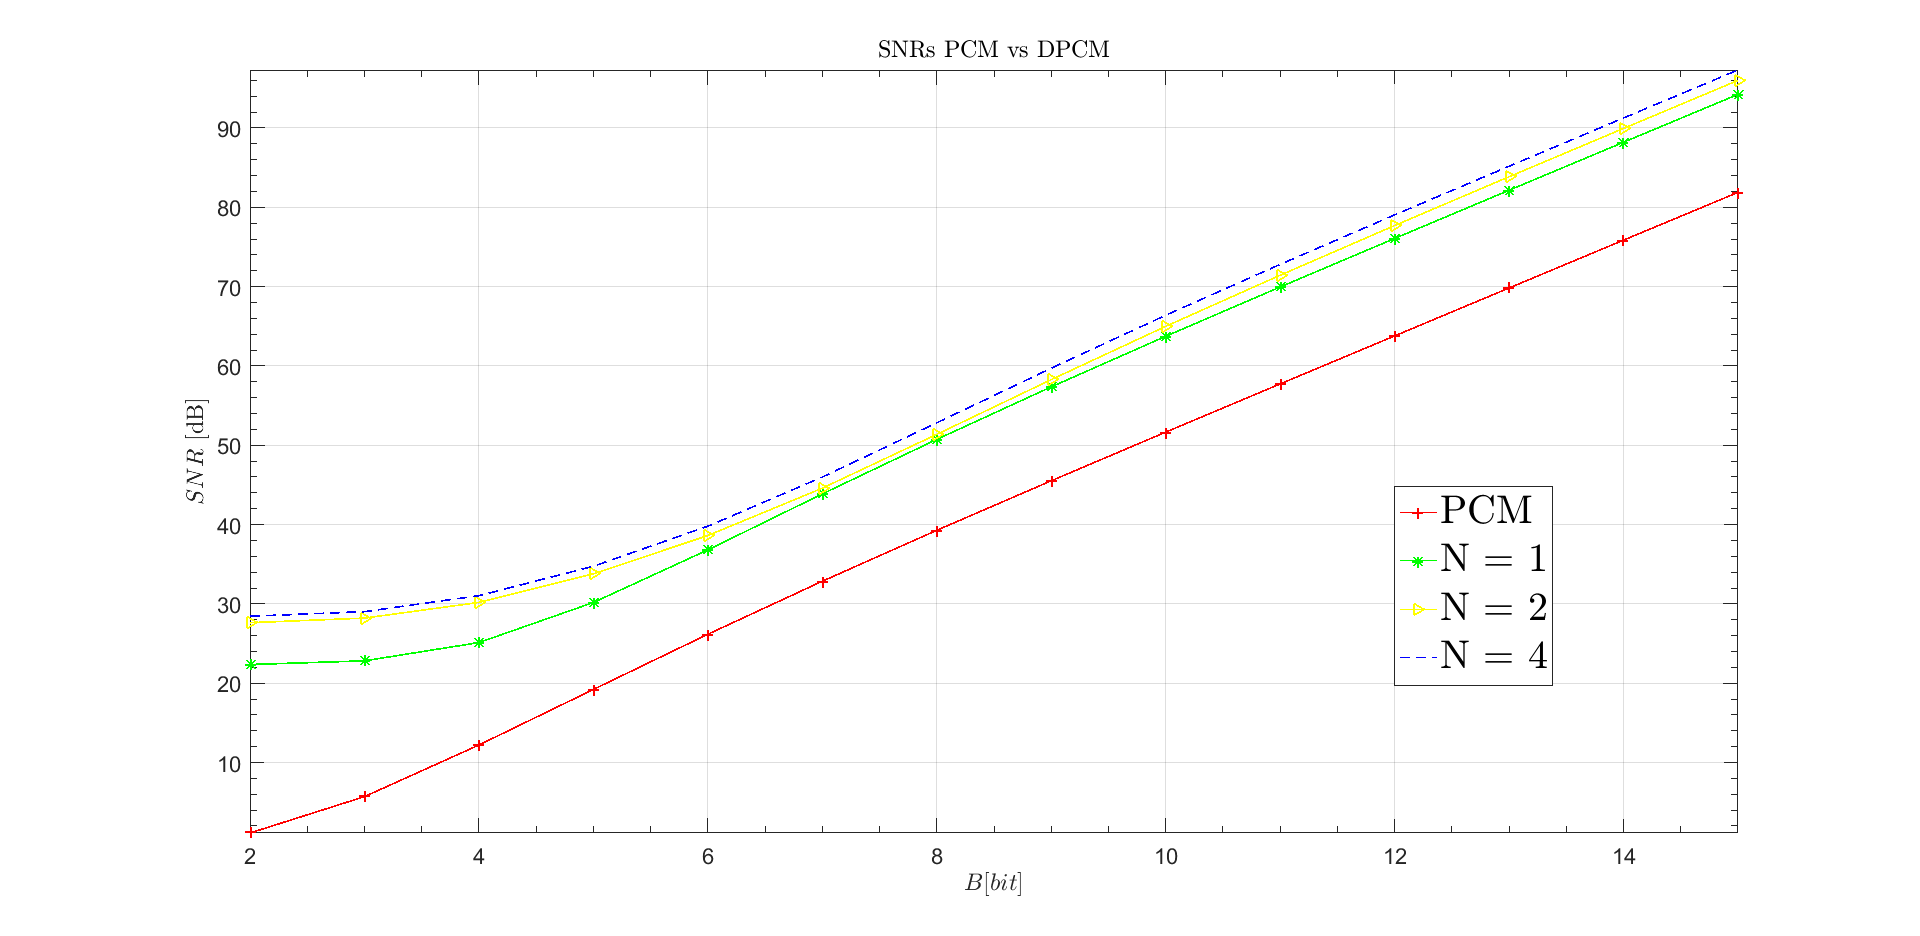 SNRs PCM vs DPCM
90
80
70
60
50
40
30
20
10
SNR [dB]
PCM
N = 1
N = 2
N = 4
2 4 6 8 10 12 14
B[bit]